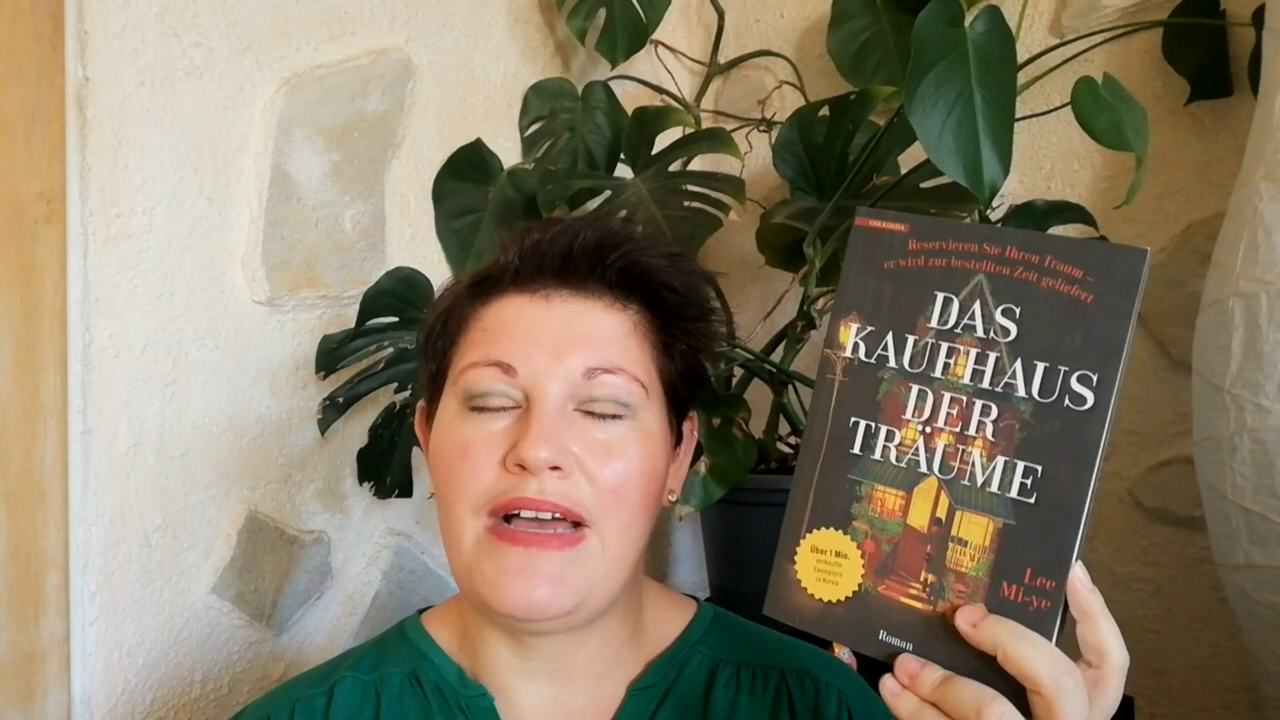 GOLKONDA
Reservieren Sie Ihren Traum –
er wird zur bestellten Zeit geliefert
DAS
KAUFHAUS
DER
TRÄUME
Über 1 Mio.
verkaufte
Exemplare
in Korea
Lee
Mi-ye
Roman